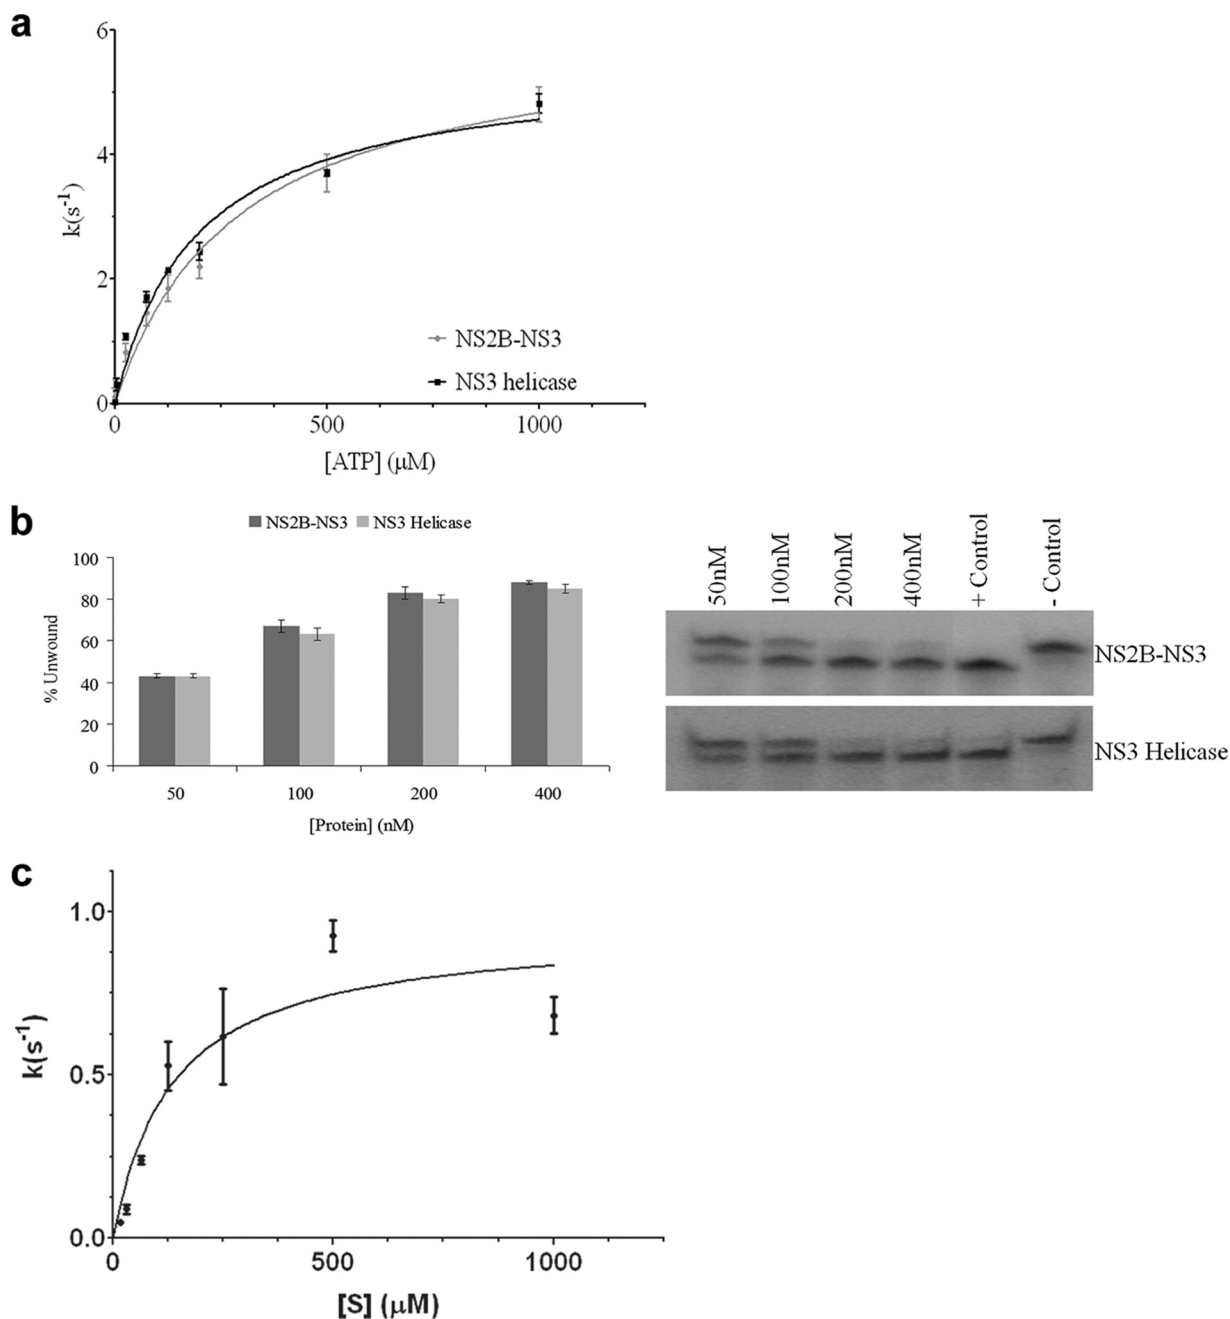 a
6
4
2
0
k(s⁻¹)
NS2B-NS3
NS3 helicase
0 500 1000
[ATP] (μM)
b
NS2B-NS3 NS3 Helicase
100
80
60
40
20
0
% Unwound
50 100 200 400
[Protein] (nM)
50nM 100nM 200nM 400nM + Control - Control
NS2B-NS3
NS3 Helicase
c
1.0
0.5
0.0
k(s⁻¹)
0 500 1000
[S] (μM)